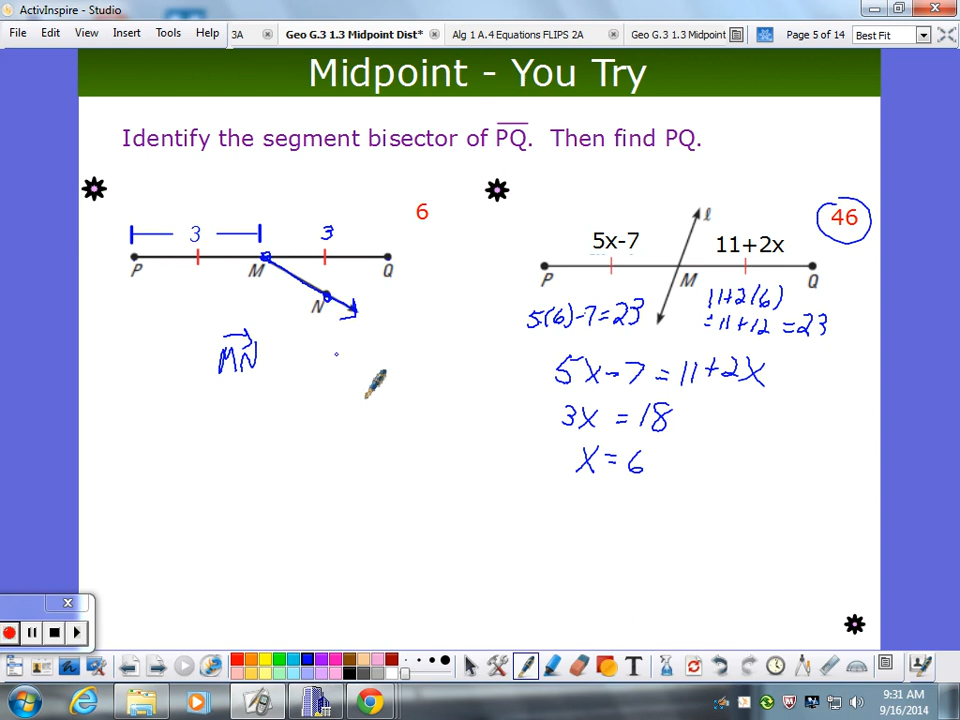 ActivInspire - Studio
File Edit View Insert Tools Help
3A Geo G.3 1.3 Midpoint Dist* Alg 1 A.4 Equations FLIPS 2A Geo G.3 1.3 Midpoint
Page 5 of 14 Best Fit
Midpoint - You Try
Identify the segment bisector of PQ. Then find PQ.
6
3 3
P M Q
N
MN
46
ℓ
5x-7 11+2x
P M Q
5(6)-7=23
11+2(6)
=11+12 =23
5x-7=11+2x
3x = 18
x=6
9:31 AM
9/16/2014